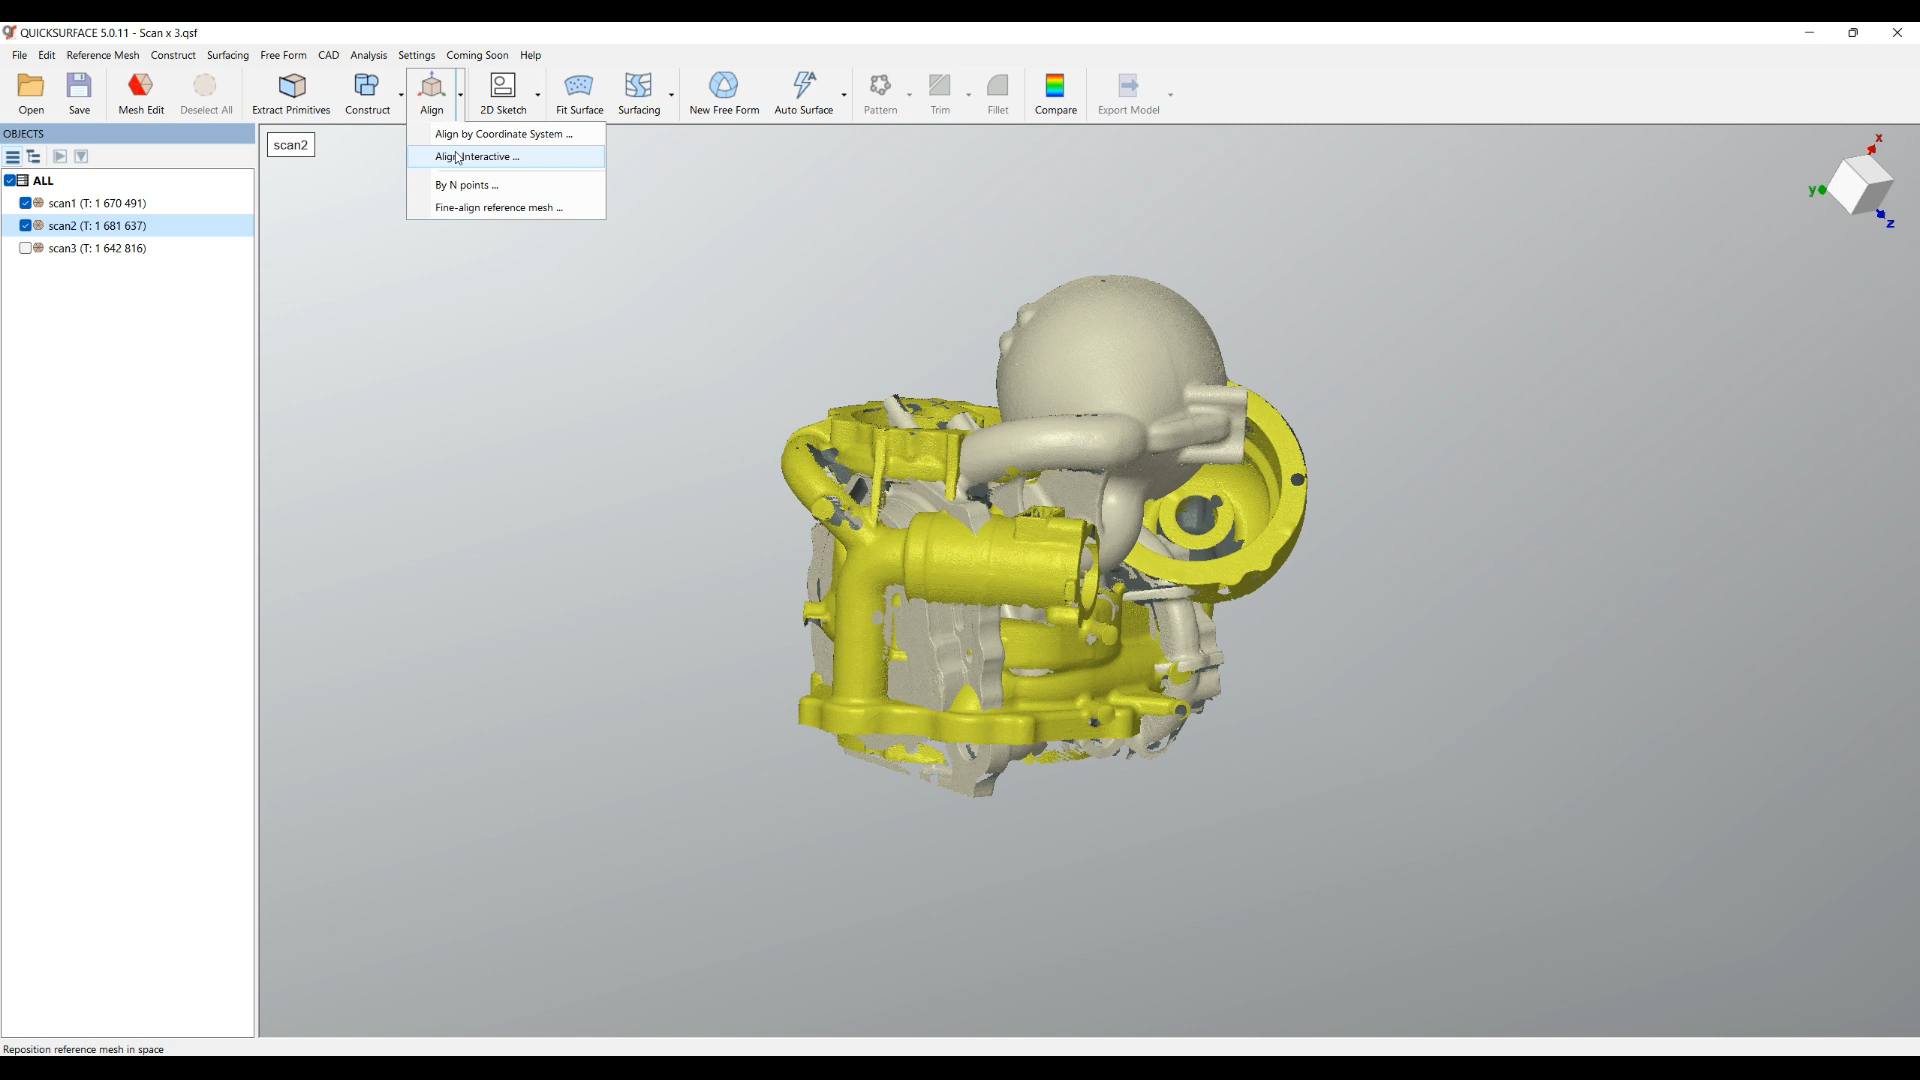 QUICKSURFACE 5.0.11 - Scan x 3.qsf
File Edit Reference Mesh Construct Surfacing Free Form CAD Analysis Settings Coming Soon Help
Open Save Mesh Edit Deselect All Extract Primitives Construct Align 2D Sketch Fit Surface Surfacing New Free Form Auto Surface Pattern Trim Fillet Compare Export Model
OBJECTS
ALL
scan1 (T: 1 670 491)
scan2 (T: 1 681 637)
scan3 (T: 1 642 816)
Align by Coordinate System ...
Align Interactive ...
By N points ...
Fine-align reference mesh ...
scan2
x
y
z
Reposition reference mesh in space